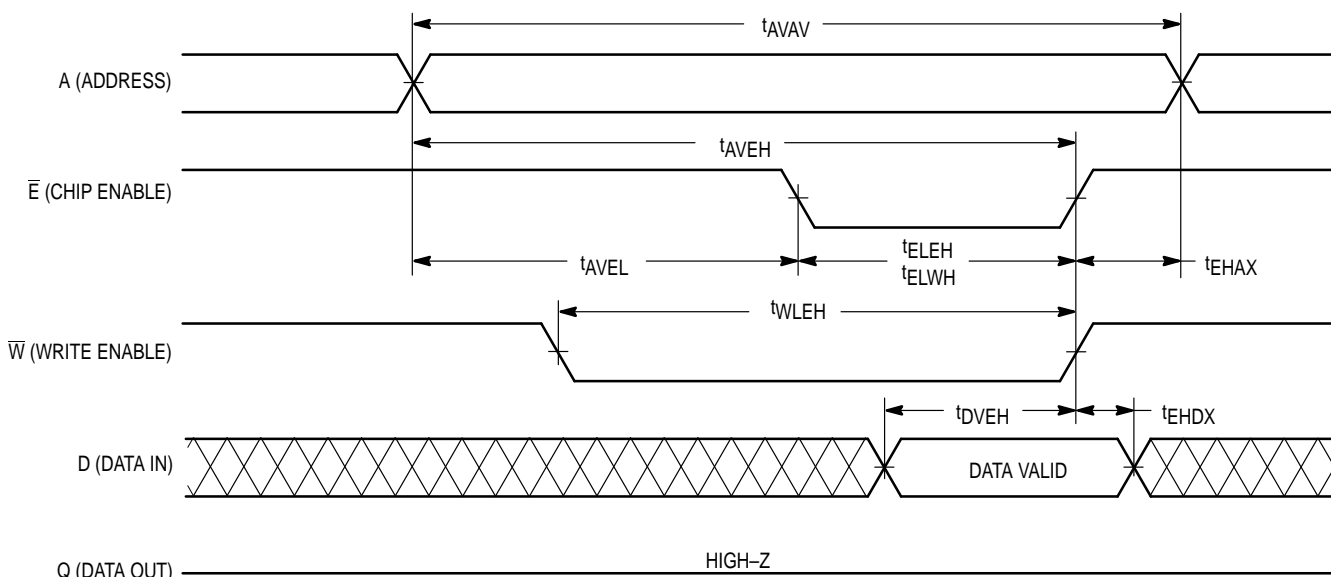 tAVAV
A (ADDRESS)
tAVEH
E̅ (CHIP ENABLE)
tAVEL
tELEH
tELWH
tEHAX
tWLEH
W̅ (WRITE ENABLE)
tDVEH
tEHDX
D (DATA IN)
DATA VALID
HIGH–Z
Q (DATA OUT)